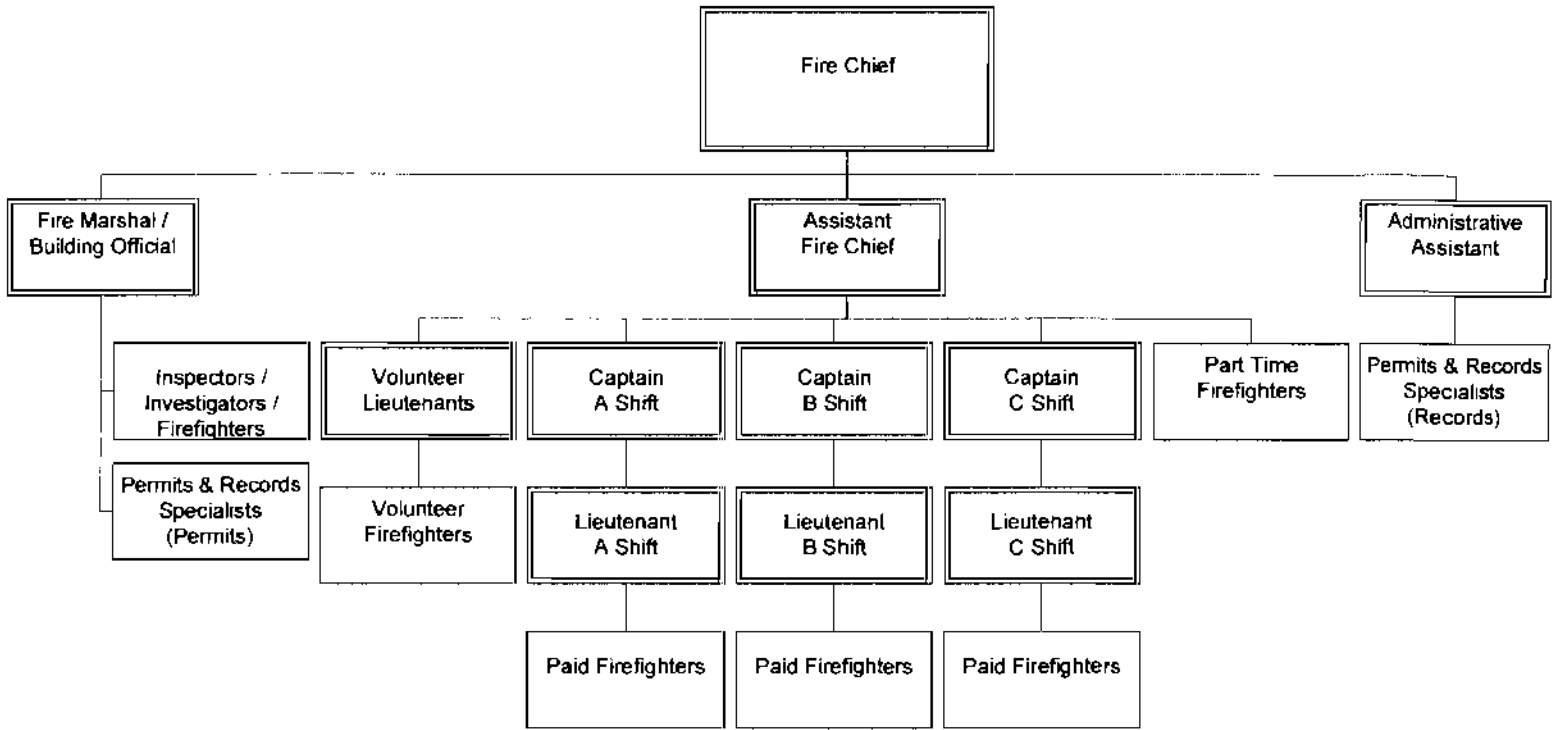 Fire Chief
Fire Marshal /
Building Official
Assistant
Fire Chief
Administrative
Assistant
Inspectors /
Investigators /
Firefighters
Volunteer
Lieutenants
Captain
A Shift
Captain
B Shift
Captain
C Shift
Part Time
Firefighters
Permits & Records
Specialists
(Records)
Permits & Records
Specialists
(Permits)
Volunteer
Firefighters
Lieutenant
A Shift
Lieutenant
B Shift
Lieutenant
C Shift
Paid Firefighters
Paid Firefighters
Paid Firefighters